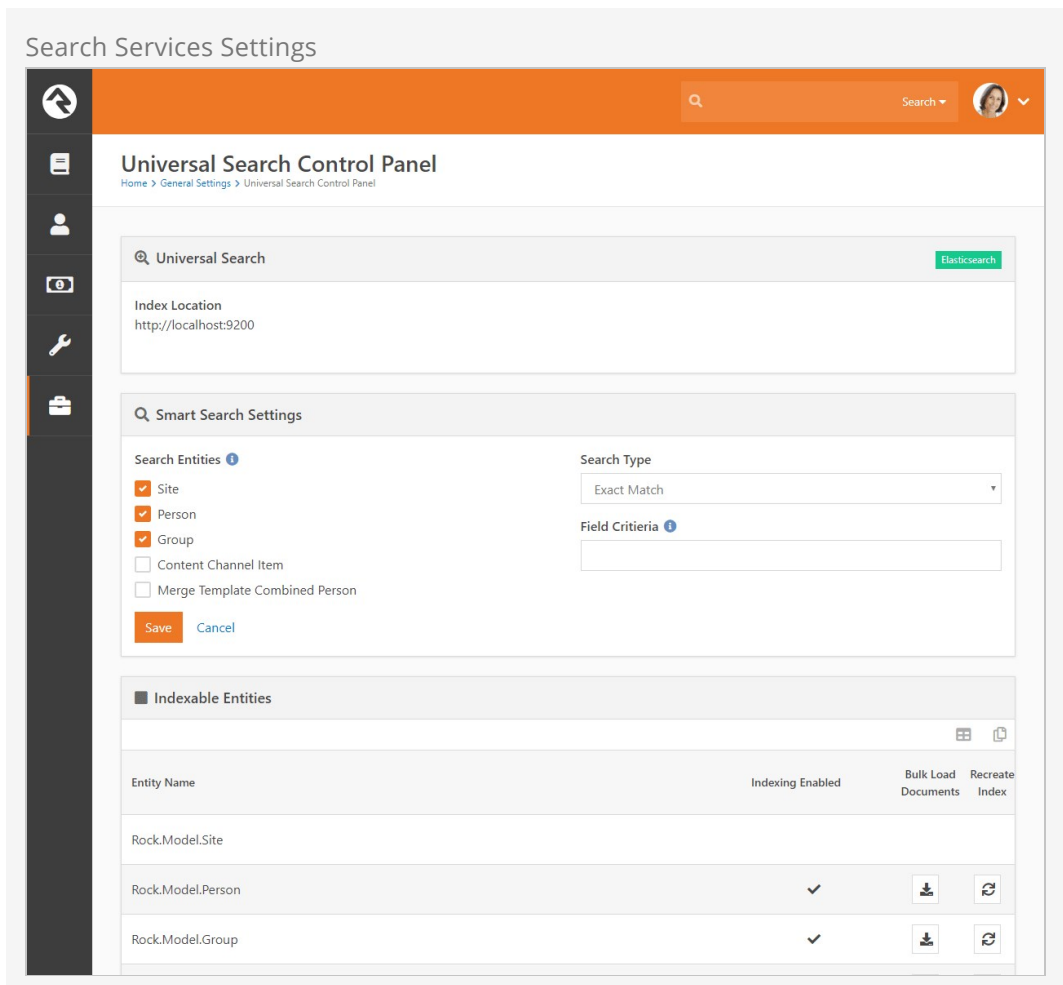 Search Services Settings
Search
Universal Search Control Panel
Home > General Settings > Universal Search Control Panel
Universal Search
Elasticsearch
Index Location
http://localhost:9200
Smart Search Settings
Search Entities
Site
Person
Group
Content Channel Item
Merge Template Combined Person
Save Cancel
Search Type
Exact Match
Field Critieria
Indexable Entities
Entity Name
Indexing Enabled
Bulk Load
Documents
Recreate
Index
Rock.Model.Site
Rock.Model.Person
Rock.Model.Group